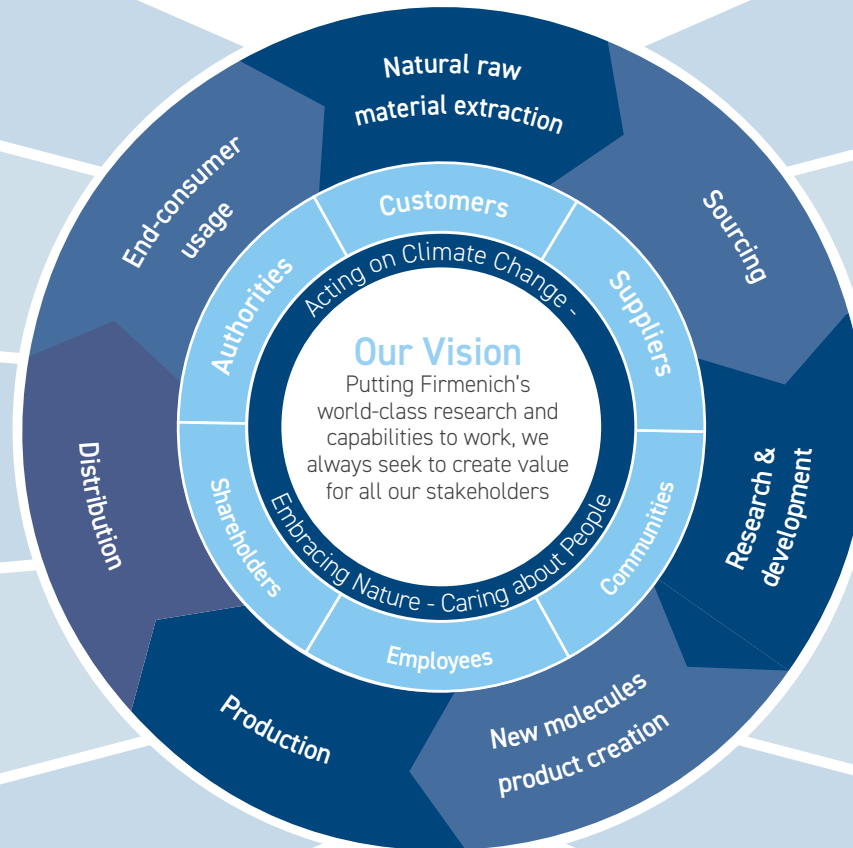 Natural raw
material extraction
Sourcing
Research &
development
New molecules
product creation
Production
Distribution
End-consumer
usage
Customers
Suppliers
Communities
Employees
Shareholders
Authorities
Acting on Climate Change -
Embracing Nature - Caring about People
Our Vision
Putting Firmenich's
world-class research and
capabilities to work, we
always seek to create value
for all our stakeholders